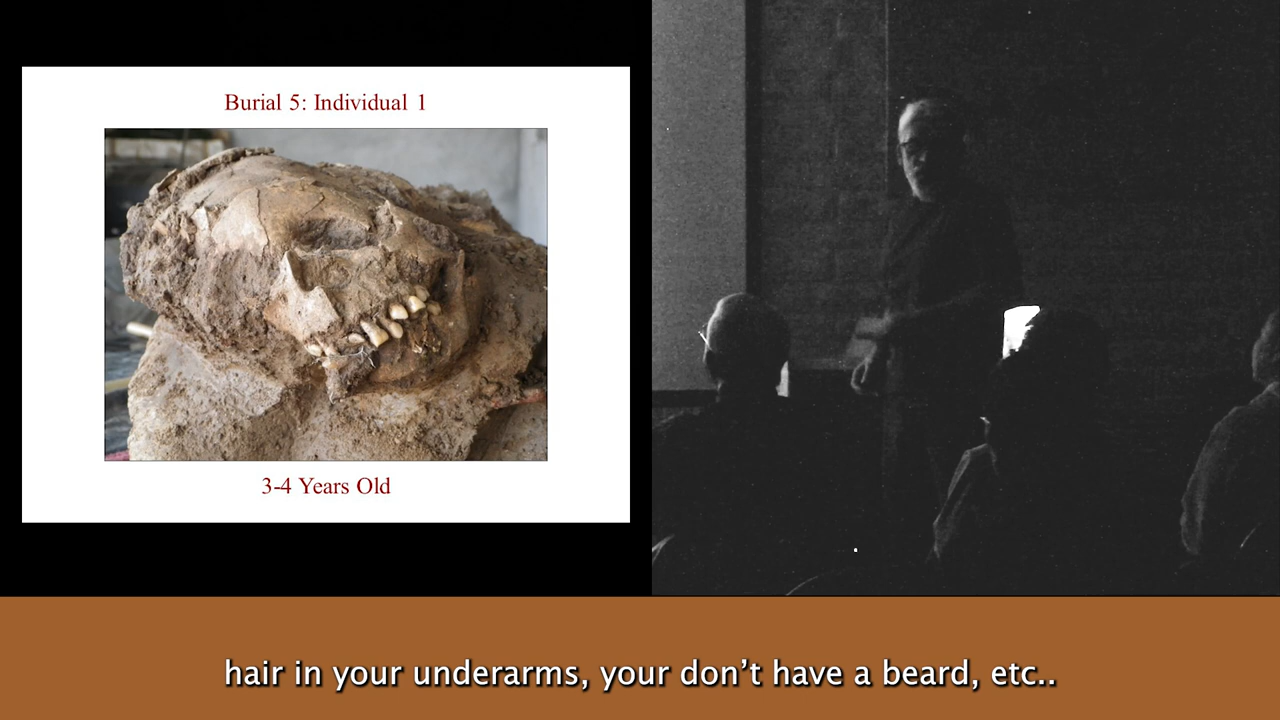 Burial 5: Individual 1
3-4 Years Old
hair in your underarms, your don't have a beard, etc..